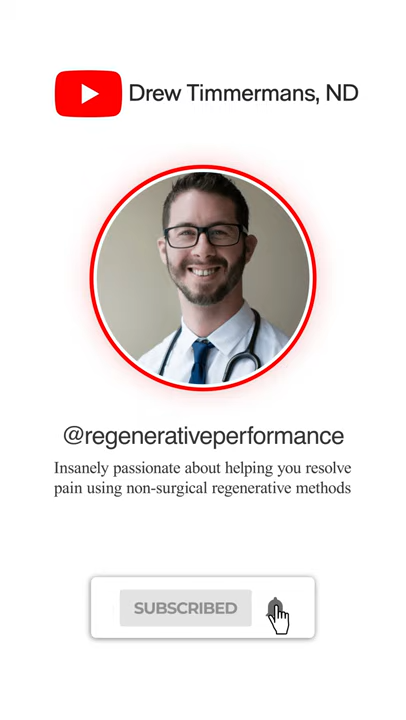 Drew Timmermans, ND
@regenerativeperformance
Insanely passionate about helping you resolve
pain using non-surgical regenerative methods
SUBSCRIBED